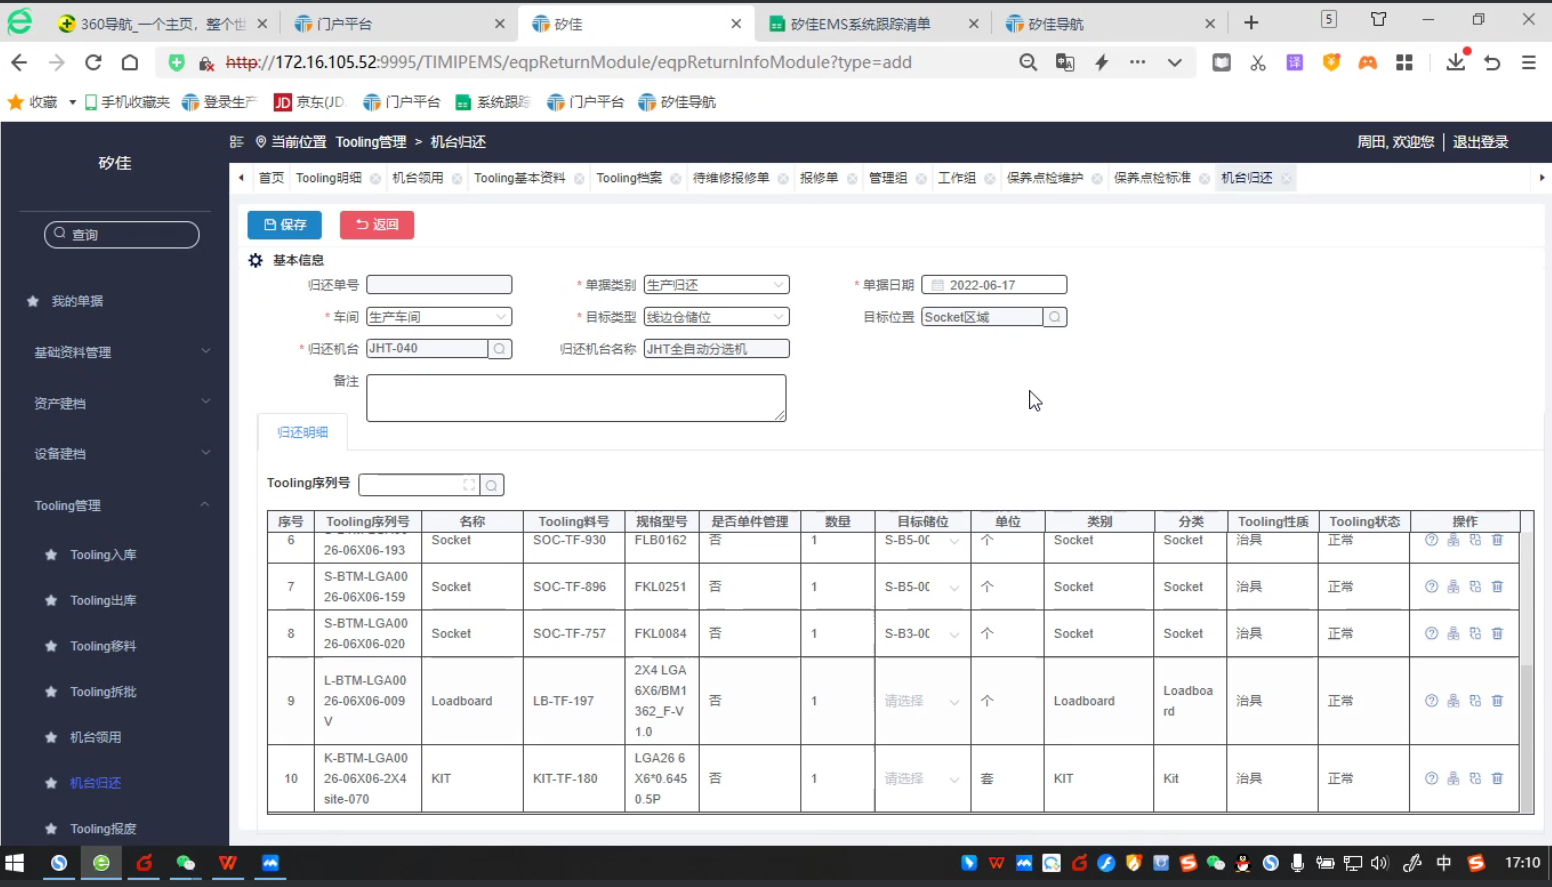 360导航_一个主页，整个世
门户平台
矽佳
矽佳EMS系统跟踪清单
矽佳导航
5
http://172.16.105.52:9995/TIMIPEMS/eqpReturnModule/eqpReturnInfoModule?type=add
译
收藏
手机收藏夹
登录生产
JD
京东(JD.
门户平台
系统跟踪
门户平台
矽佳导航
矽佳
当前位置 Tooling管理 > 机台归还
周田, 欢迎您 | 退出登录
首页
Tooling明细
机台领用
Tooling基本资料
Tooling档案
待维修报修单
报修单
管理组
工作组
保养点检维护
保养点检标准
机台归还
查询
我的单据
基础资料管理
资产建档
设备建档
Tooling管理
Tooling入库
Tooling出库
Tooling移料
Tooling拆批
机台领用
机台归还
Tooling报废
保存
返回
基本信息
归还单号
* 单据类别 生产归还
* 单据日期 2022-06-17
* 车间 生产车间
* 目标类型 线边仓储位
目标位置 Socket区域
* 归还机台 JHT-040
归还机台名称 JHT全自动分选机
备注
归还明细
Tooling序列号
序号 Tooling序列号 名称 Tooling料号 规格型号 是否单件管理 数量 目标储位 单位 类别 分类 Tooling性质 Tooling状态 操作
6 26-06X06-193 Socket SOC-TF-930 FLB0162 否 1 S-B5-0( 个 Socket Socket 治具 正常
7 S-BTM-LGA00
26-06X06-159 Socket SOC-TF-896 FKL0251 否 1 S-B5-0( 个 Socket Socket 治具 正常
8 S-BTM-LGA00
26-06X06-020 Socket SOC-TF-757 FKL0084 否 1 S-B3-0( 个 Socket Socket 治具 正常
9 L-BTM-LGA00
26-06X06-009
V Loadboard LB-TF-197 2X4 LGA
6X6/BM1
362_F-V
1.0 否 1 请选择 个 Loadboard Loadboa
rd 治具 正常
10 K-BTM-LGA00
26-06X06-2X4
site-070 KIT KIT-TF-180 LGA26 6
X6*0.645
0.5P 否 1 请选择 套 KIT Kit 治具 正常
中
17:10